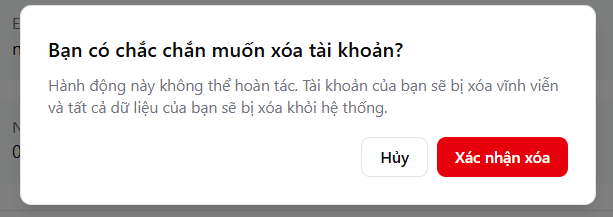 Bạn có chắc chắn muốn xóa tài khoản?
Hành động này không thể hoàn tác. Tài khoản của bạn sẽ bị xóa vĩnh viễn
và tất cả dữ liệu của bạn sẽ bị xóa khỏi hệ thống.
Hủy
Xác nhận xóa